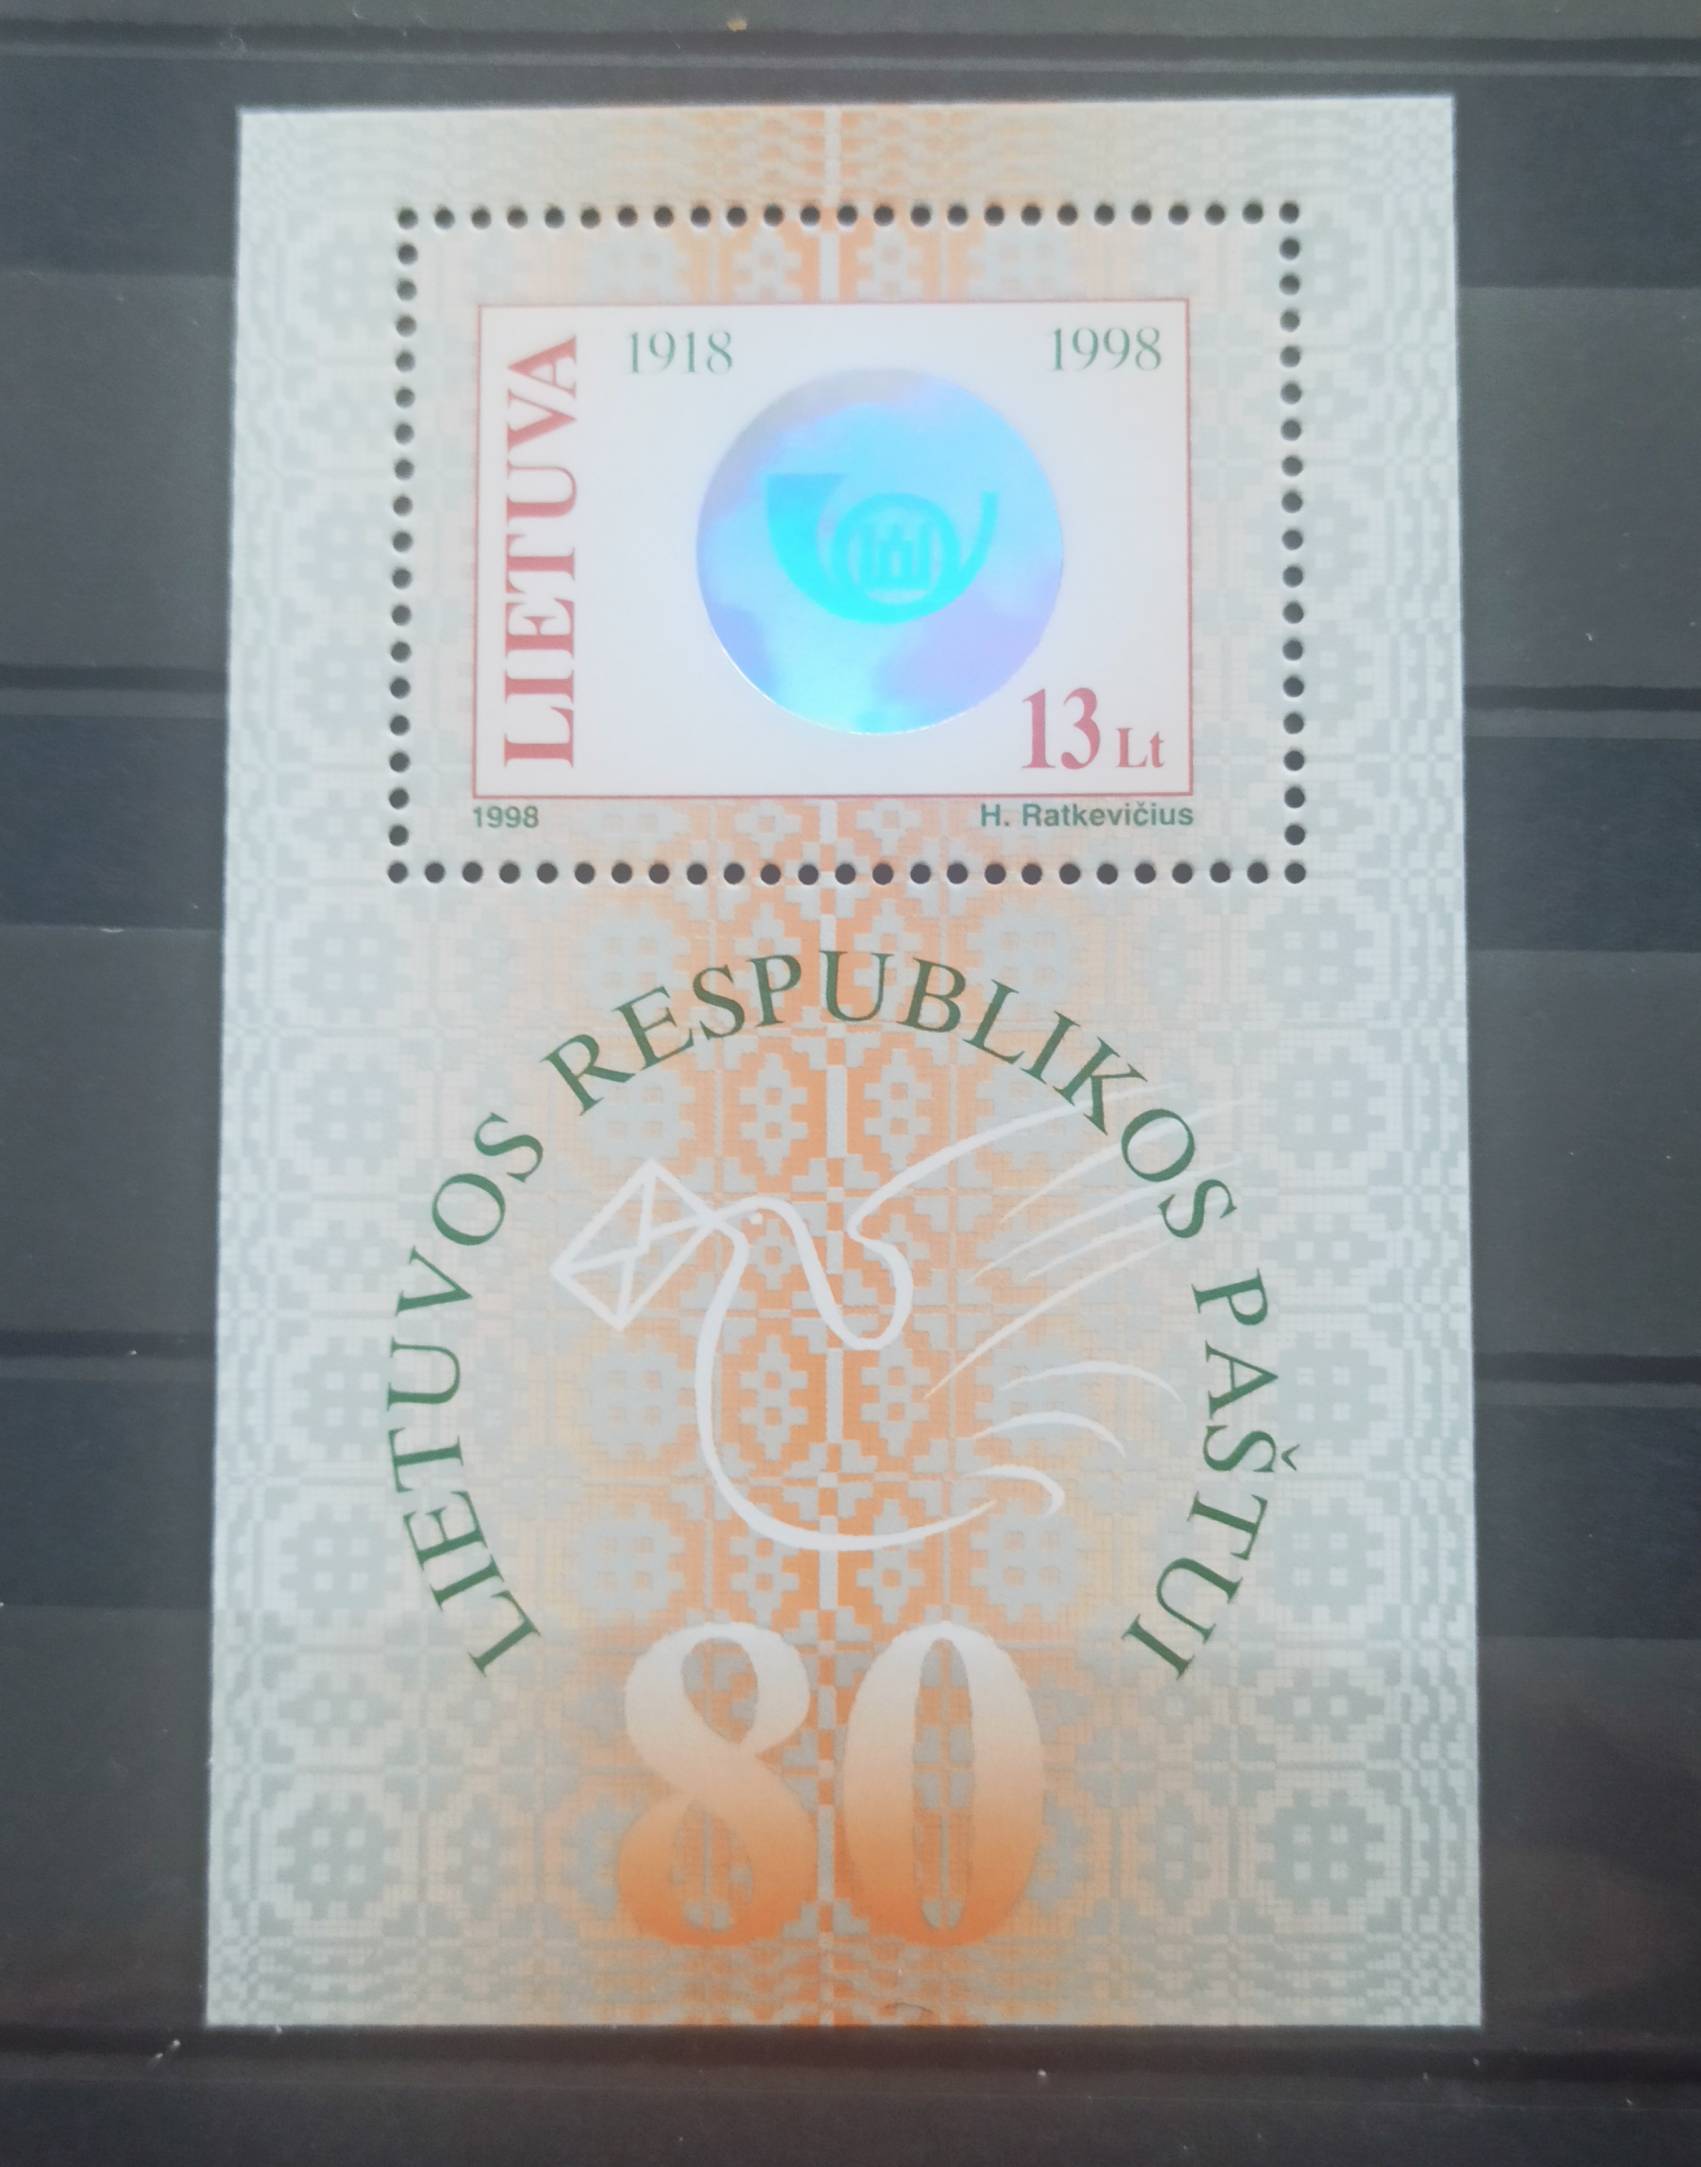 LIETUVA
1918
1998
13 Lt
1998
H. Ratkevičius
LIETUVOS RESPUBLIKOS PAŠTUI
80